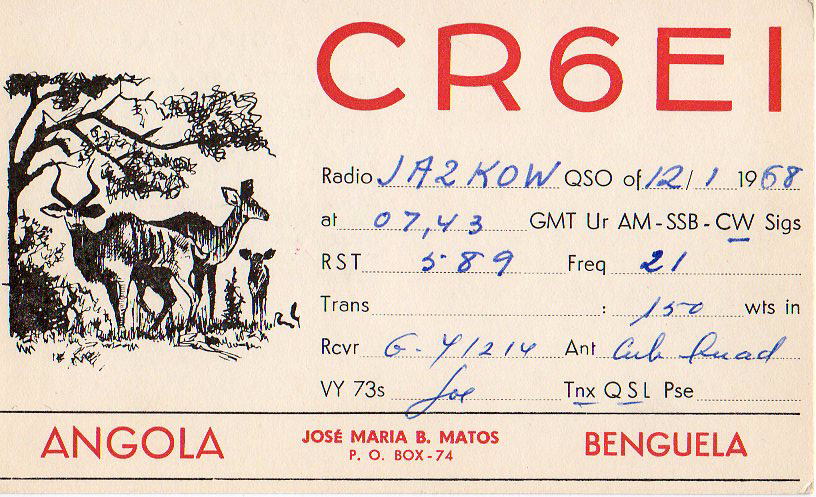 CR6EI
Radio JA2KOW QSO of 12/1 1968
at 07,43 GMT Ur AM-SSB-CW Sigs
RST 589 Freq 21
Trans : 150 wts in
Rcvr G-41214 Ant Cub Quad
VY 73s Joe Tnx QSL Pse
ANGOLA JOSÉ MARIA B. MATOS BENGUELA
P. O. BOX-74